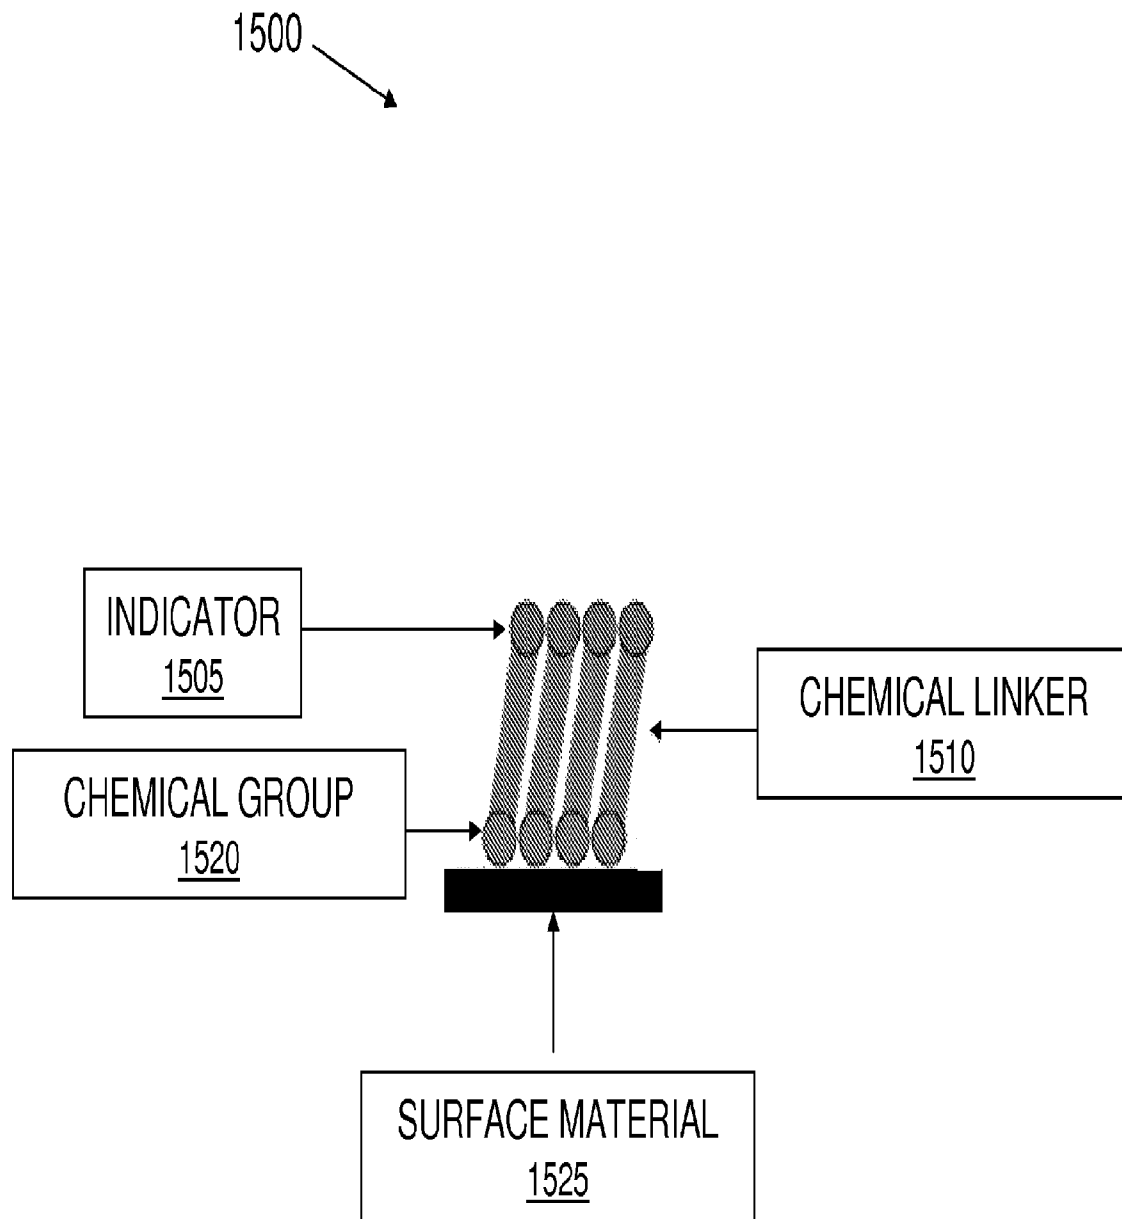 1500
INDICATOR
1505
CHEMICAL LINKER
1510
CHEMICAL GROUP
1520
SURFACE MATERIAL
1525